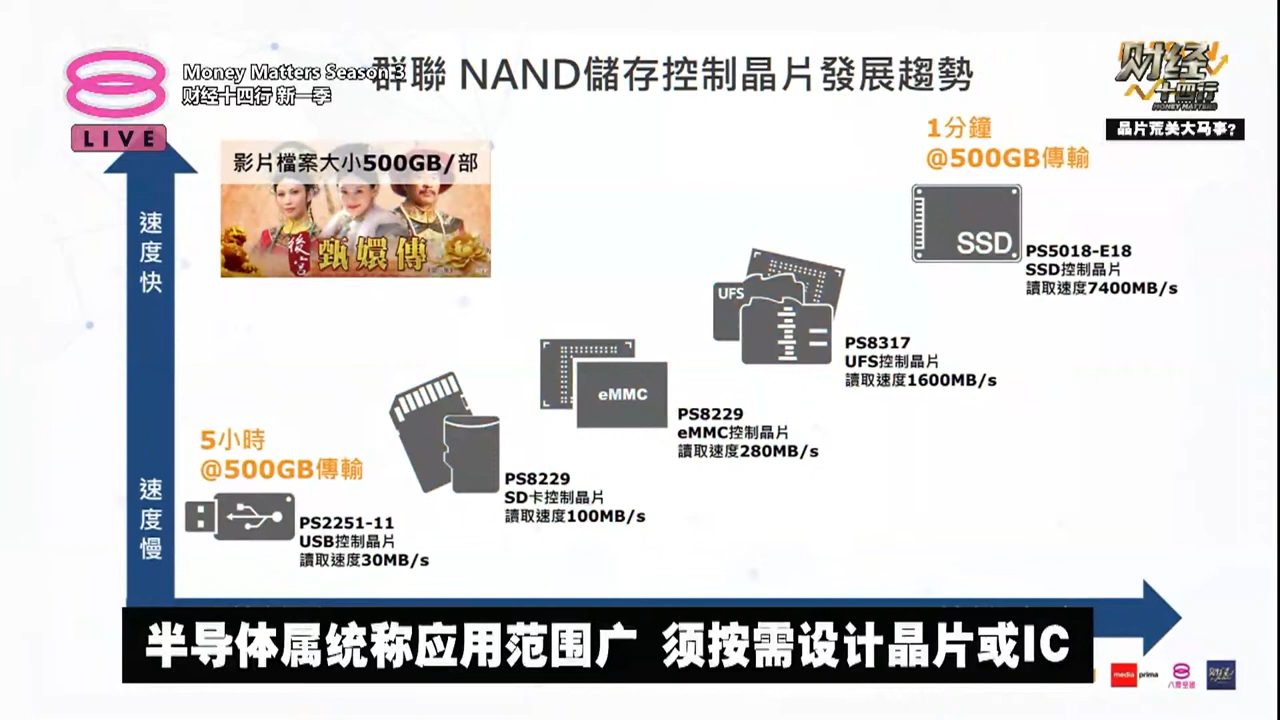 Money Matters Season 3
财经十四行 新一季
LIVE
群聯 NAND儲存控制晶片發展趨勢
财经
十四行
MONEY MATTERS
晶片荒关大马事?
速度快
速度慢
影片檔案大小500GB/部
後宮
甄嬛傳
1分鐘
@500GB傳輸
SSD
PS5018-E18
SSD控制晶片
讀取速度7400MB/s
UFS
PS8317
UFS控制晶片
讀取速度1600MB/s
eMMC
PS8229
eMMC控制晶片
讀取速度280MB/s
PS8229
SD卡控制晶片
讀取速度100MB/s
5小時
@500GB傳輸
PS2251-11
USB控制晶片
讀取速度30MB/s
半导体属统称应用范围广 须按需设计晶片或IC
media prima
八度空间
财经